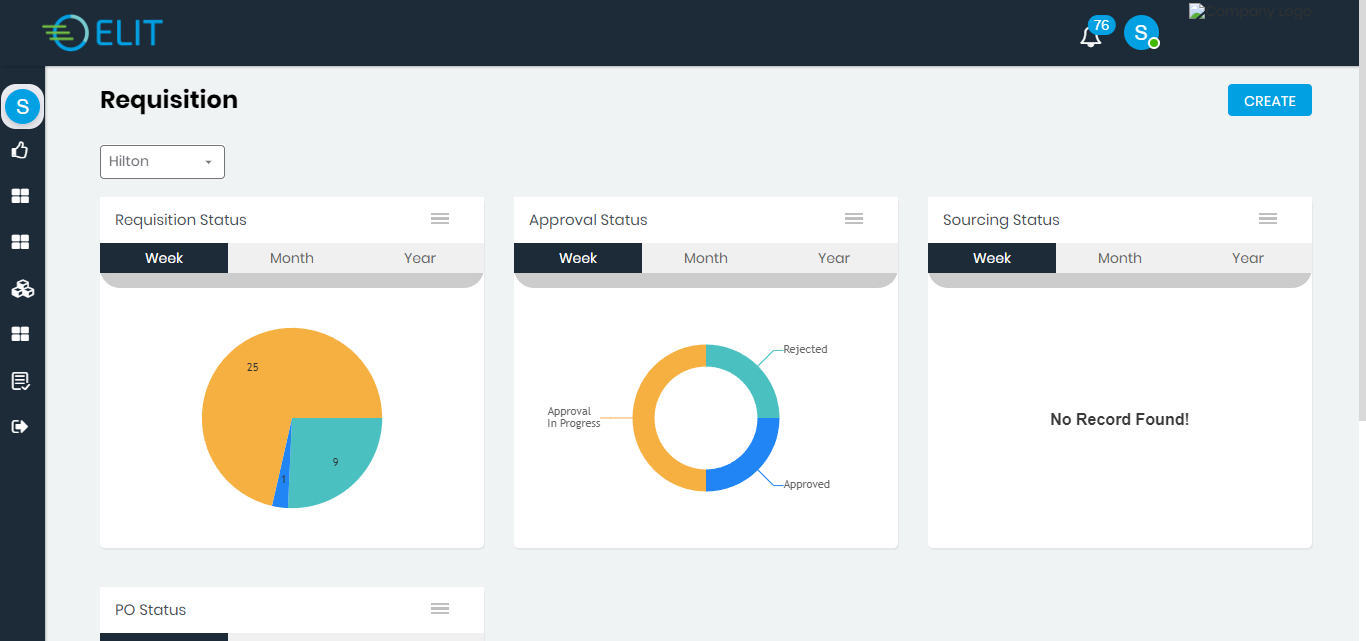 ELIT
76
S
Company Logo
S
Requisition
CREATE
Hilton
Requisition Status
Week Month Year
25
9
1
Approval Status
Week Month Year
Rejected
Approval
In Progress
Approved
Sourcing Status
Week Month Year
No Record Found!
PO Status